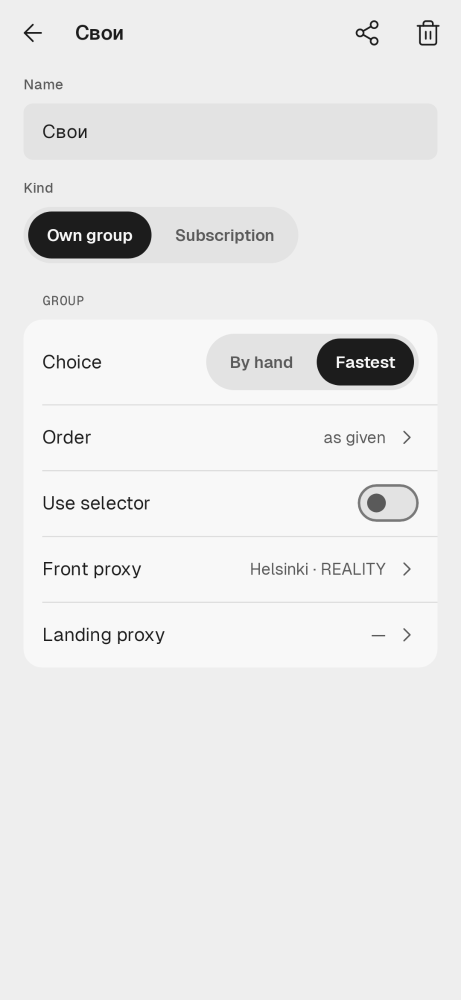 Свои
Name
Свои
Kind
Own group Subscription
GROUP
Choice By hand Fastest
Order as given
Use selector
Front proxy Helsinki · REALITY
Landing proxy —